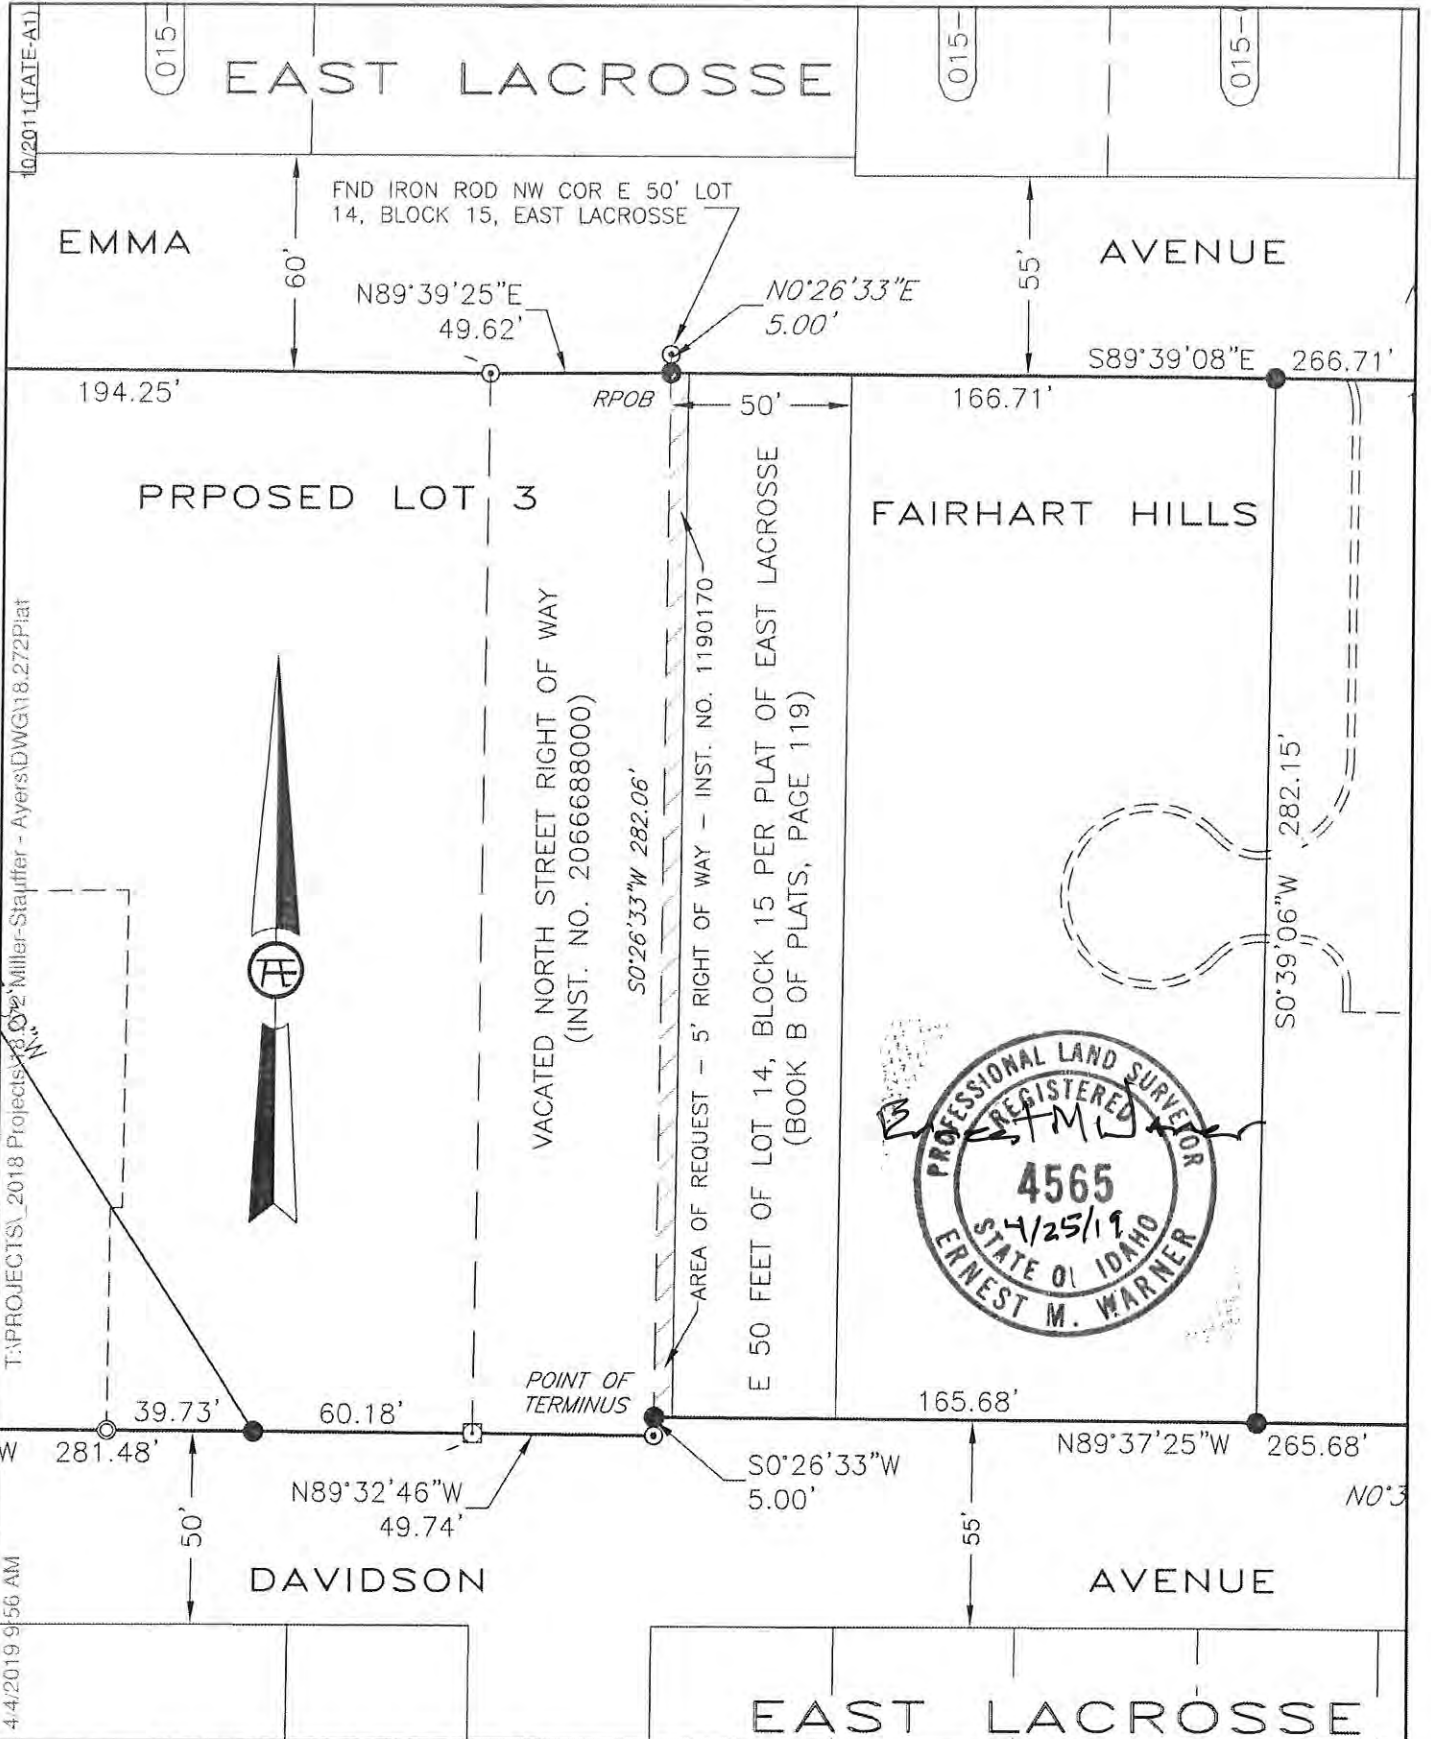 10/2011(TATE-A1)
015-
015-
015-
EAST LACROSSE
FND IRON ROD NW COR E 50' LOT
14, BLOCK 15, EAST LACROSSE
EMMA
AVENUE
60'
55'
N89°39'25"E
49.62'
N0°26'33"E
5.00'
S89°39'08"E 266.71'
194.25'
RPOB
50'
166.71'
PRPOSED LOT 3
FAIRHART HILLS
VACATED NORTH STREET RIGHT OF WAY
(INST. NO. 2066688000)
S0°26'33"W 282.06'
AREA OF REQUEST - 5' RIGHT OF WAY - INST. NO. 1190170
E 50 FEET OF LOT 14, BLOCK 15 PER PLAT OF EAST LACROSSE
(BOOK B OF PLATS, PAGE 119)
S0°39'06"W 282.15'
T:\PROJECTS\_2018 Projects\18.272 Miller-Stauffer - Ayers\DWG\18.272Plat
PROFESSIONAL LAND SURVEYOR
REGISTERED
4565
4/25/19
STATE OF IDAHO
ERNEST M. WARNER
POINT OF
TERMINUS
39.73'
60.18'
165.68'
W 281.48'
N89°37'25"W 265.68'
N89°32'46"W
49.74'
S0°26'33"W
5.00'
N0°3
50'
55'
DAVIDSON
AVENUE
4/4/2019 9:56 AM
EAST LACROSSE